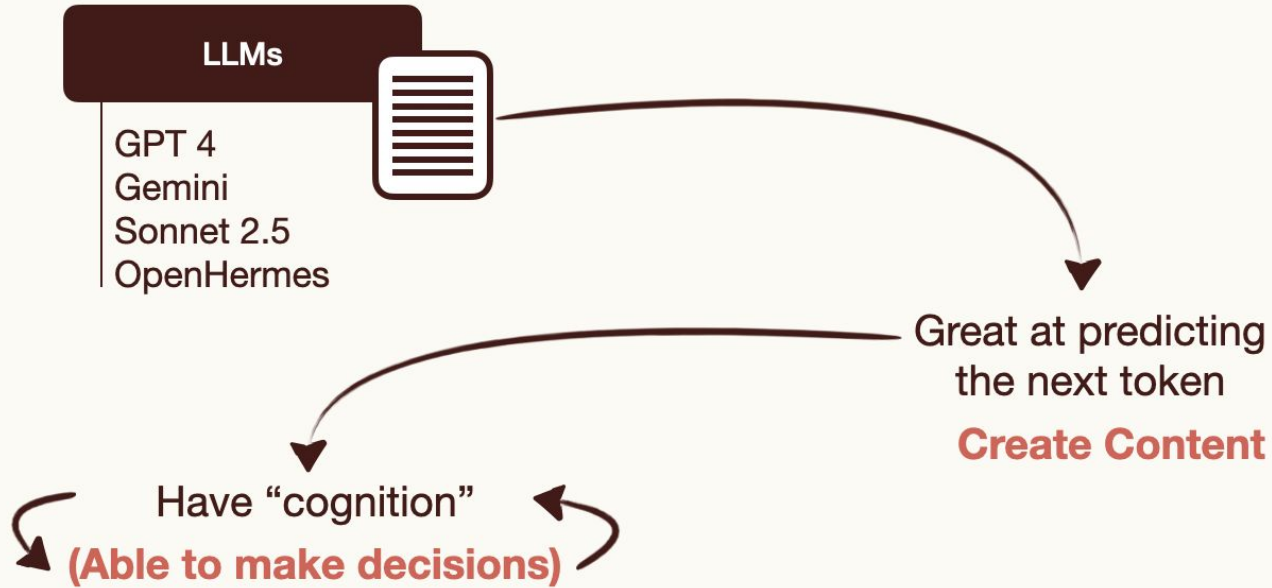 LLMs
GPT 4
Gemini
Sonnet 2.5
OpenHermes
Great at predicting
the next token
Create Content
Have “cognition”
(Able to make decisions)